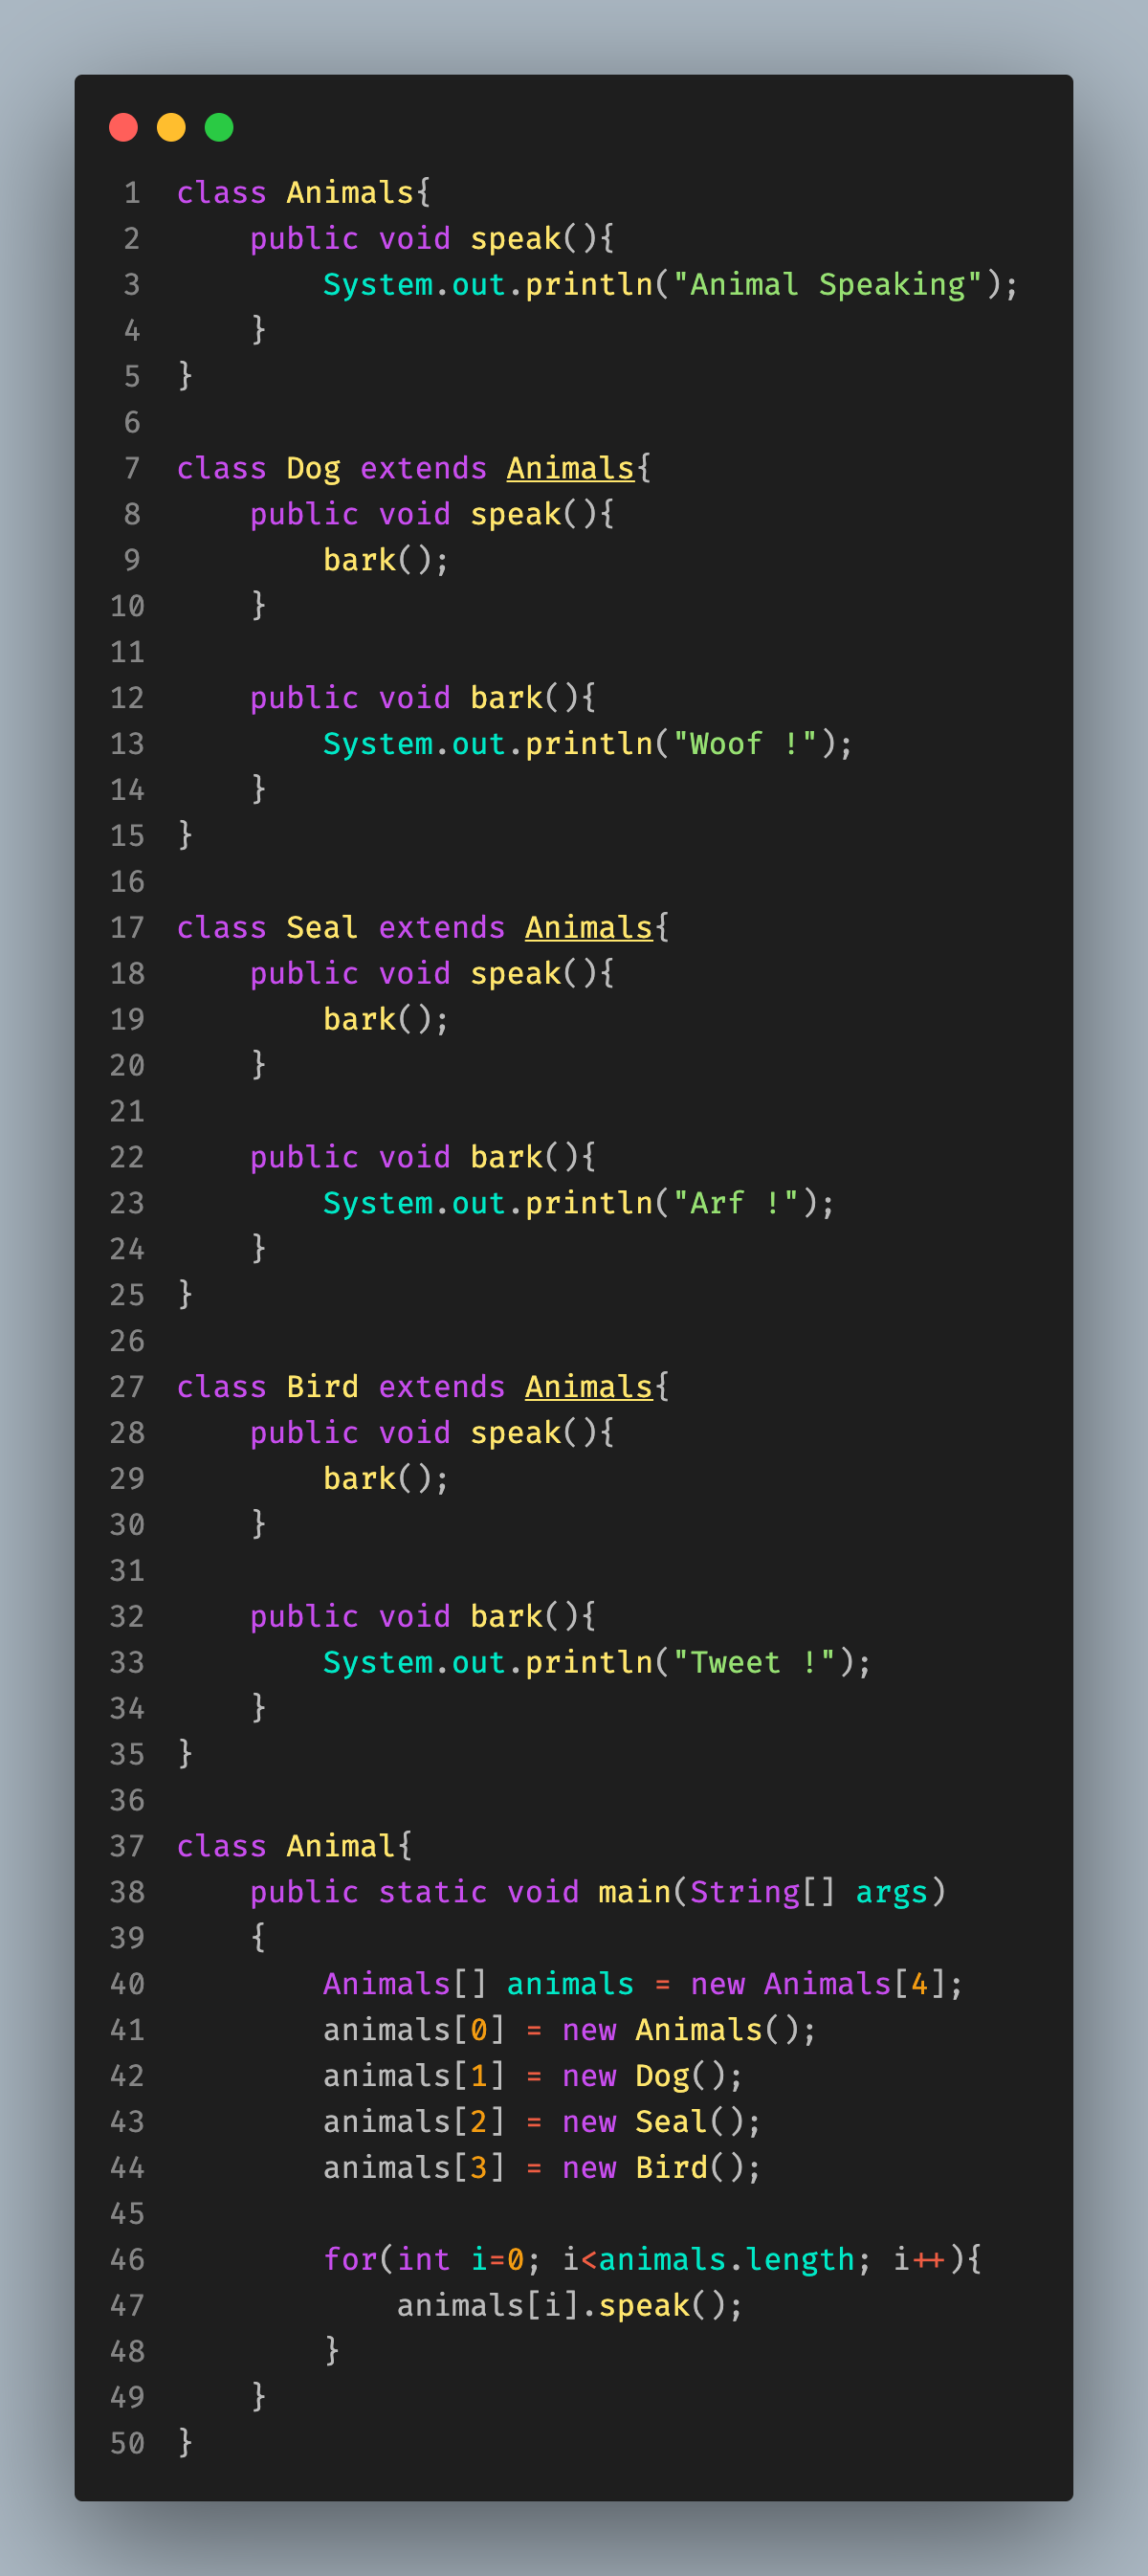 1 class Animals{
2     public void speak(){
3         System.out.println("Animal Speaking");
4     }
5 }
6
7 class Dog extends Animals{
8     public void speak(){
9         bark();
10     }
11
12     public void bark(){
13         System.out.println("Woof !");
14     }
15 }
16
17 class Seal extends Animals{
18     public void speak(){
19         bark();
20     }
21
22     public void bark(){
23         System.out.println("Arf !");
24     }
25 }
26
27 class Bird extends Animals{
28     public void speak(){
29         bark();
30     }
31
32     public void bark(){
33         System.out.println("Tweet !");
34     }
35 }
36
37 class Animal{
38     public static void main(String[] args)
39     {
40         Animals[] animals = new Animals[4];
41         animals[0] = new Animals();
42         animals[1] = new Dog();
43         animals[2] = new Seal();
44         animals[3] = new Bird();
45
46         for(int i=0; i<animals.length; i++){
47             animals[i].speak();
48         }
49     }
50 }